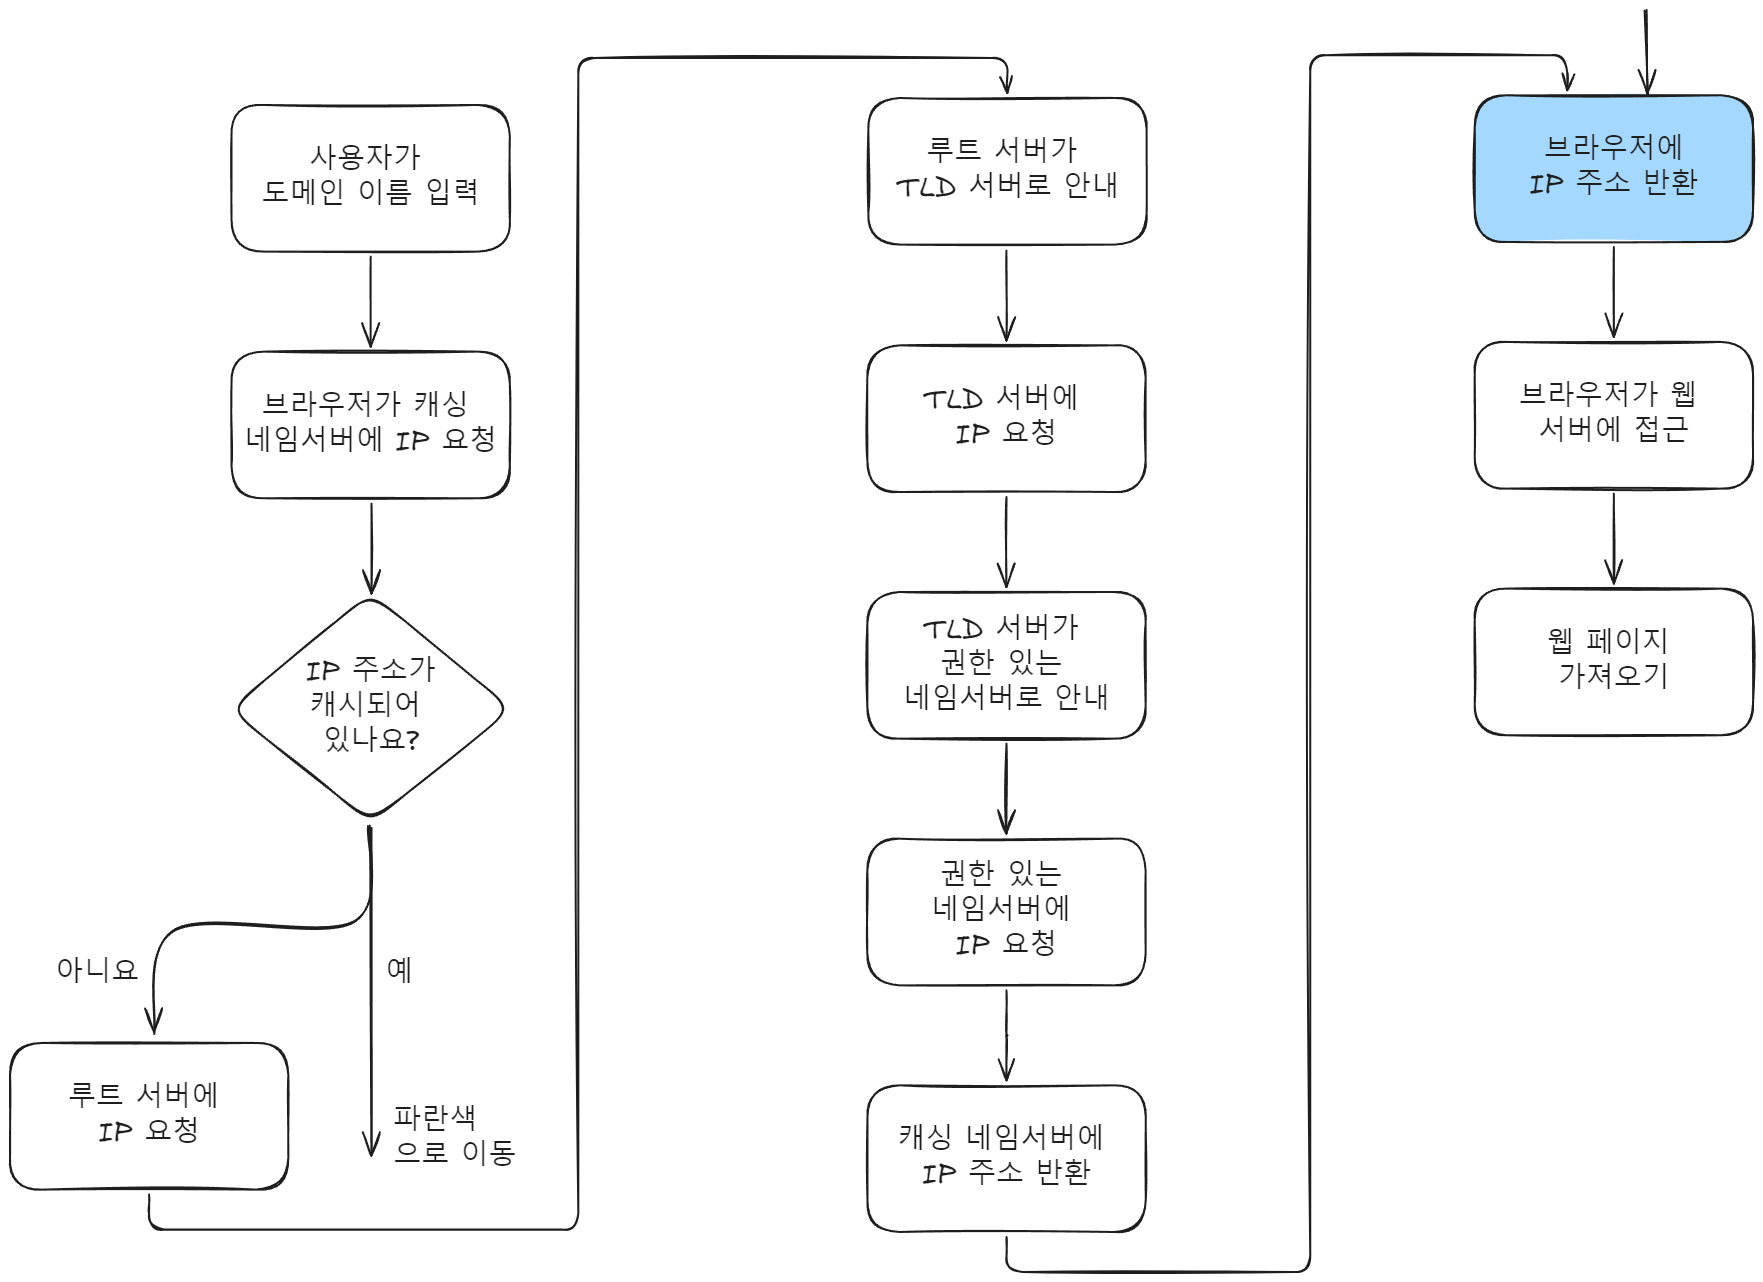 사용자가
도메인 이름 입력
브라우저가 캐싱
네임서버에 IP 요청
IP 주소가
캐시되어
있나요?
아니요
예
루트 서버에
IP 요청
파란색
으로 이동
루트 서버가
TLD 서버로 안내
TLD 서버에
IP 요청
TLD 서버가
권한 있는
네임서버로 안내
권한 있는
네임서버에
IP 요청
캐싱 네임서버에
IP 주소 반환
브라우저에
IP 주소 반환
브라우저가 웹
서버에 접근
웹 페이지
가져오기